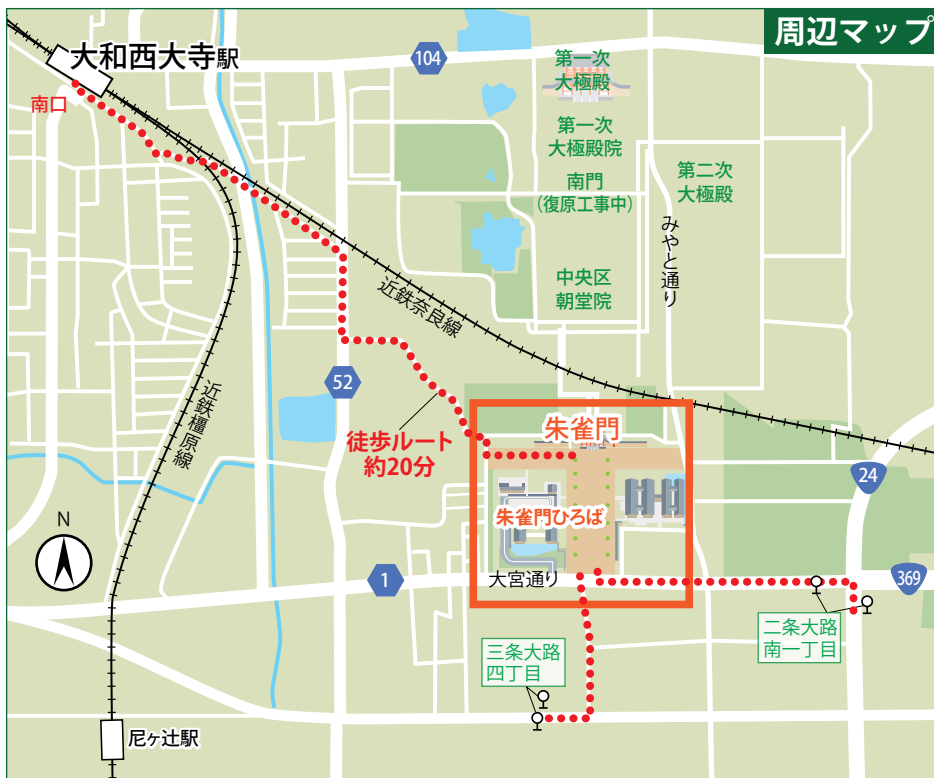 周辺マップ
大和西大寺駅
南口
104
第一次
大極殿
第一次
大極殿院
南門
(復原工事中)
第二次
大極殿
みやと通り
中央区
朝堂院
近鉄奈良線
近鉄橿原線
52
徒歩ルート
約20分
朱雀門
朱雀門ひろば
24
N
1
大宮通り
369
三条大路
四丁目
二条大路
南一丁目
尼ヶ辻駅